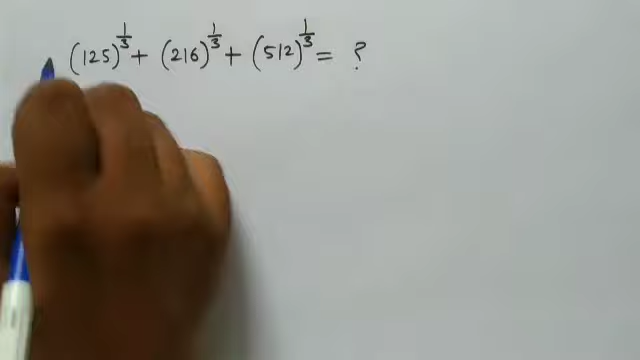 (125)^{1/3} + (216)^{1/3} + (512)^{1/3} = ?